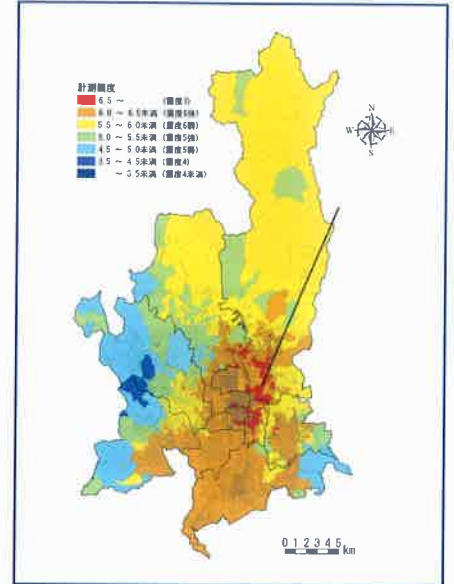 計測震度
6.5 ~ (震度7)
6.0 ~ 6.5未満 (震度6強)
5.5 ~ 6.0未満 (震度6弱)
5.0 ~ 5.5未満 (震度5強)
4.5 ~ 5.0未満 (震度5弱)
3.5 ~ 4.5未満 (震度4)
~ 3.5未満 (震度4未満)
N
W E
S
0 1 2 3 4 5 km